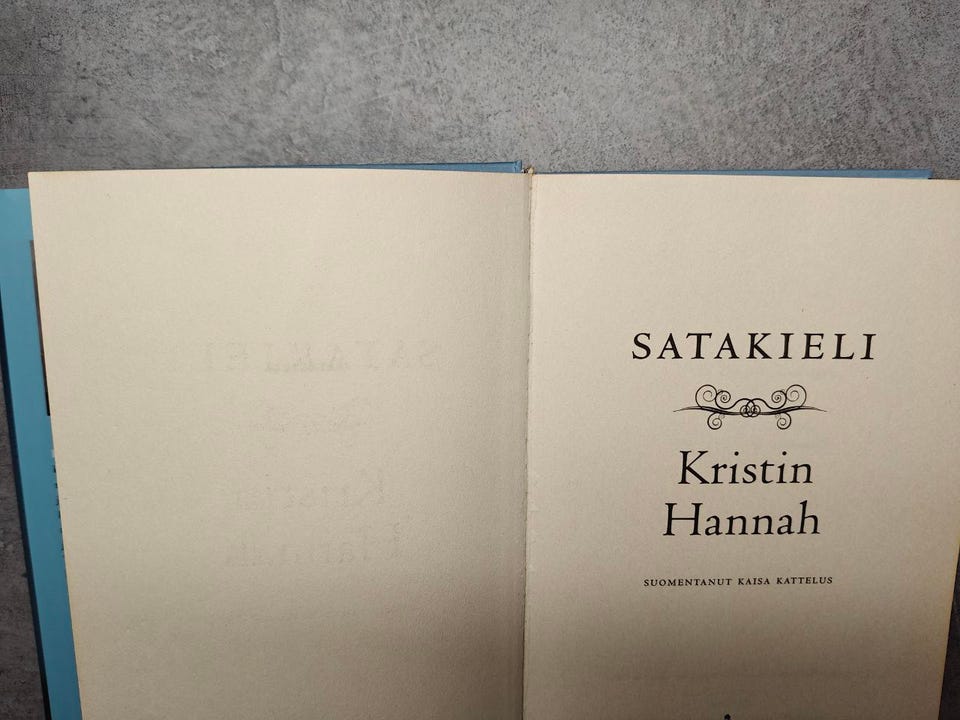 SATAKIELI
Kristin
Hannah
SUOMENTANUT KAISA KATTELUS